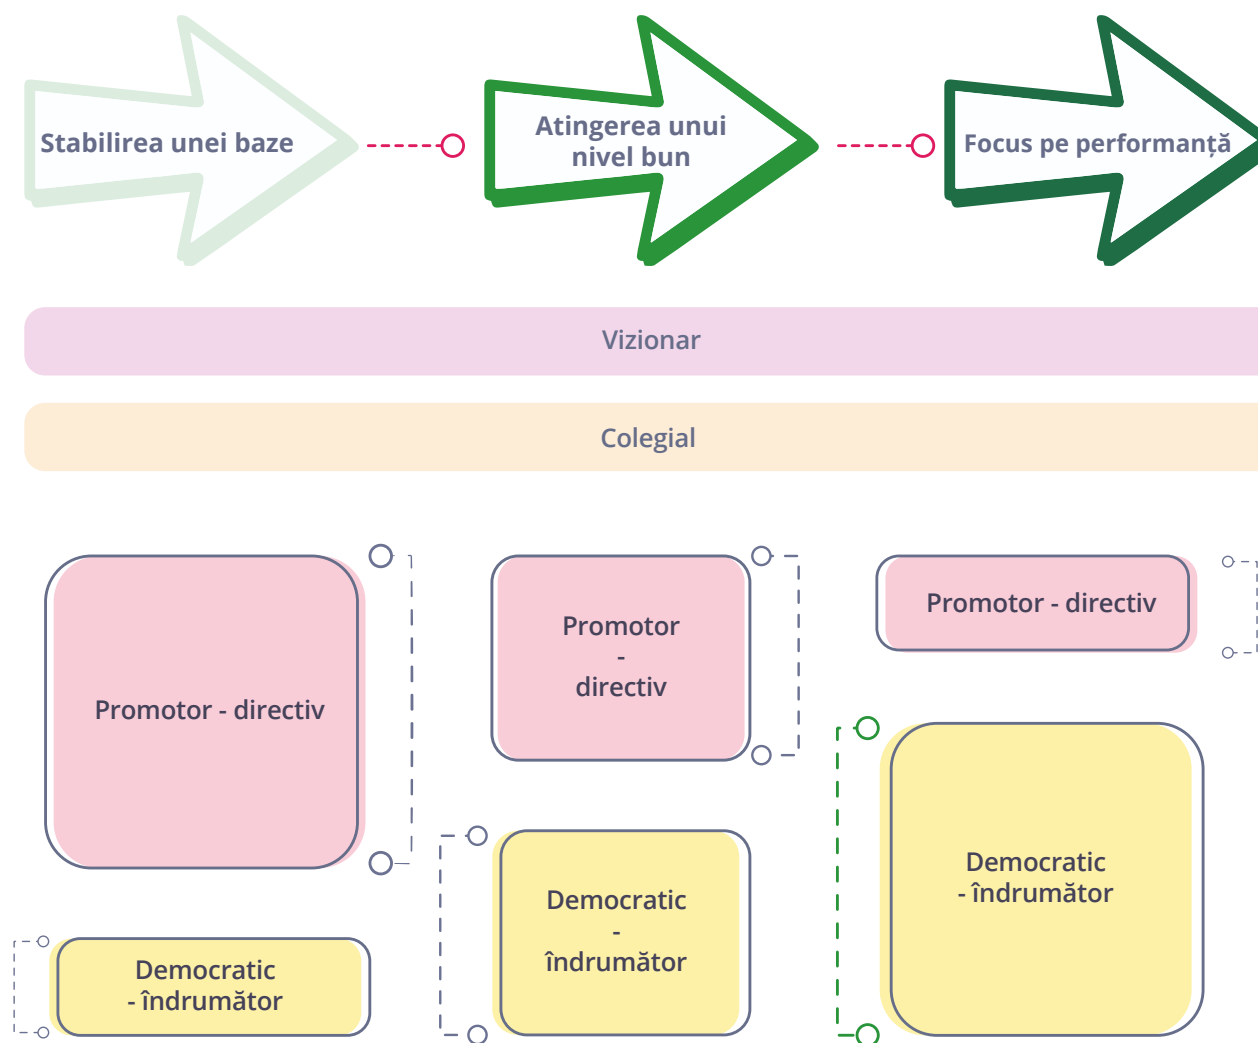 Stabilirea unei baze
Atingerea unui
nivel bun
Focus pe performanță
Vizionar
Colegial
Promotor - directiv
Promotor
-
directiv
Promotor - directiv
Democratic
- îndrumător
Democratic
-
îndrumător
Democratic
- îndrumător